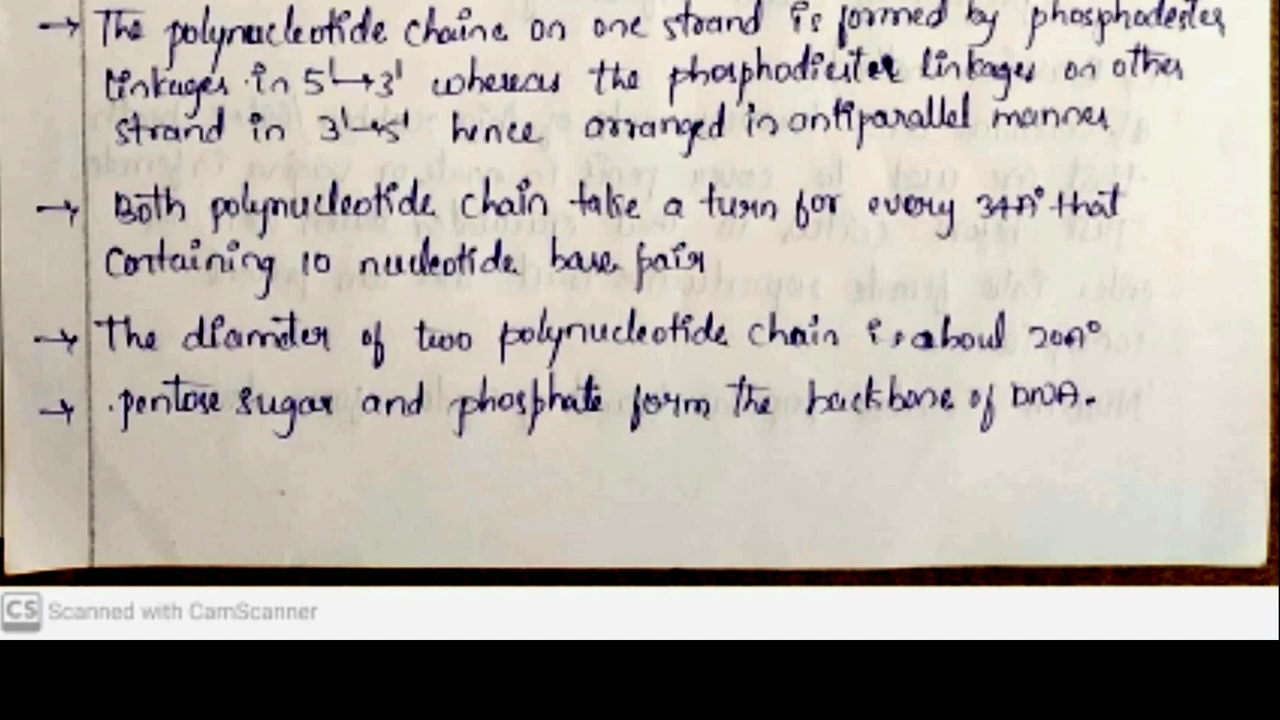 → The polynucleotide chains on one strand is formed by phosphodiester
linkages in 5'→3' whereas the phosphodiester linkages on other
strand in 3'→5' hence arranged in antiparallel manner
→ Both polynucleotide chain take a turn for every 34A° that
containing 10 nucleotide base pair
→ The diameter of two polynucleotide chain is about 20A°
→ pentose sugar and phosphate form the backbone of DNA.
CS Scanned with CamScanner